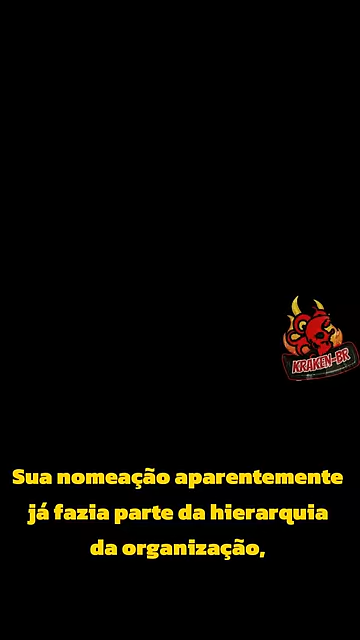 KRAKEN-BR
Sua nomeação aparentemente
já fazia parte da hierarquia
da organização,